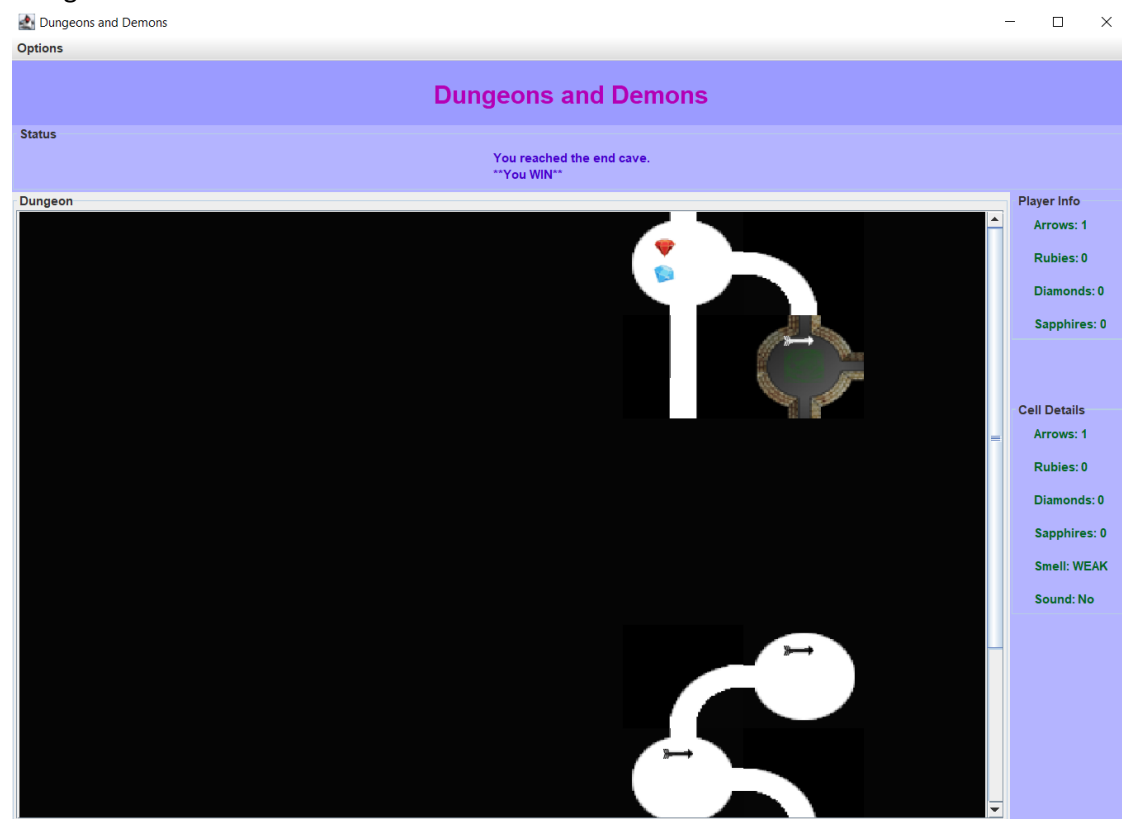 Dungeons and Demons
Options
Dungeons and Demons
Status
You reached the end cave.
**You WIN**
Dungeon
Player Info
Arrows: 1
Rubies: 0
Diamonds: 0
Sapphires: 0
Cell Details
Arrows: 1
Rubies: 0
Diamonds: 0
Sapphires: 0
Smell: WEAK
Sound: No